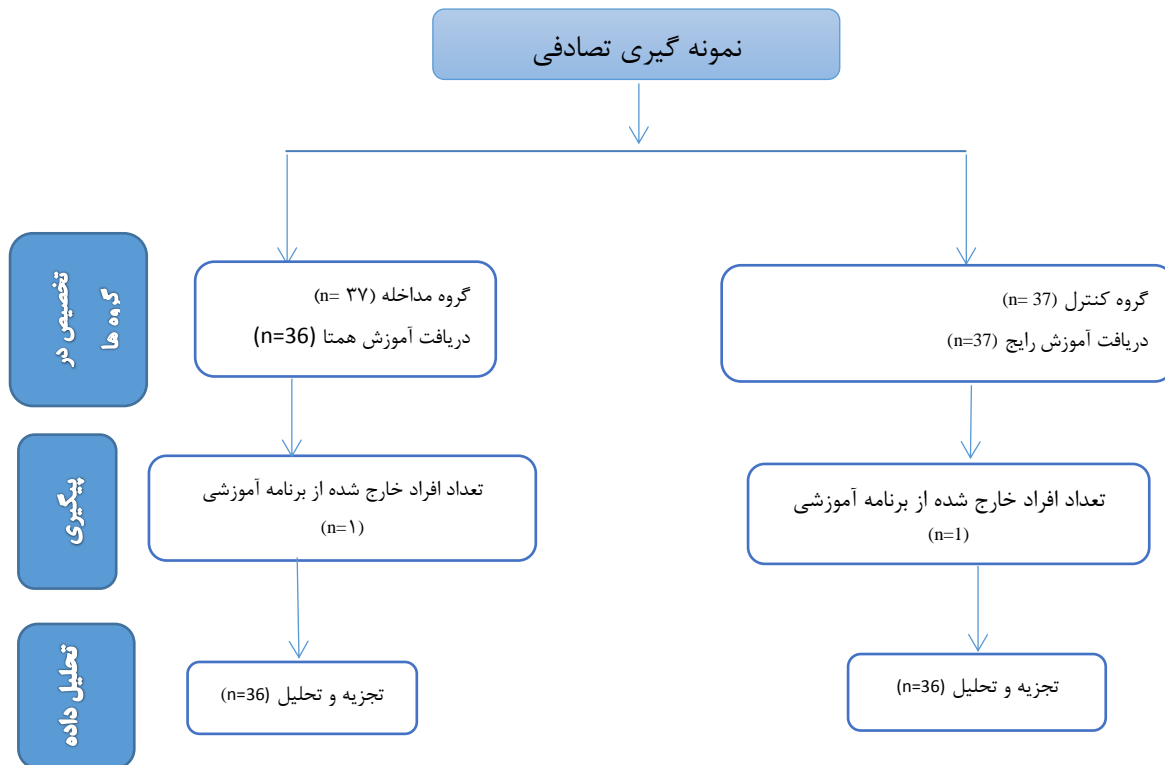 نمونه گیری تصادفی
تخصیص در
گروه ها
گروه کنترل (n= 37)
دریافت آموزش رایج (n=37)
گروه مداخله (n= ۳۷)
دریافت آموزش همتا (n=36)
پیگیری
تعداد افراد خارج شده از برنامه آموزشی
(n=1)
تعداد افراد خارج شده از برنامه آموزشی
(n=۱)
تحلیل داده
تجزیه و تحلیل (n=36)
تجزیه و تحلیل (n=36)